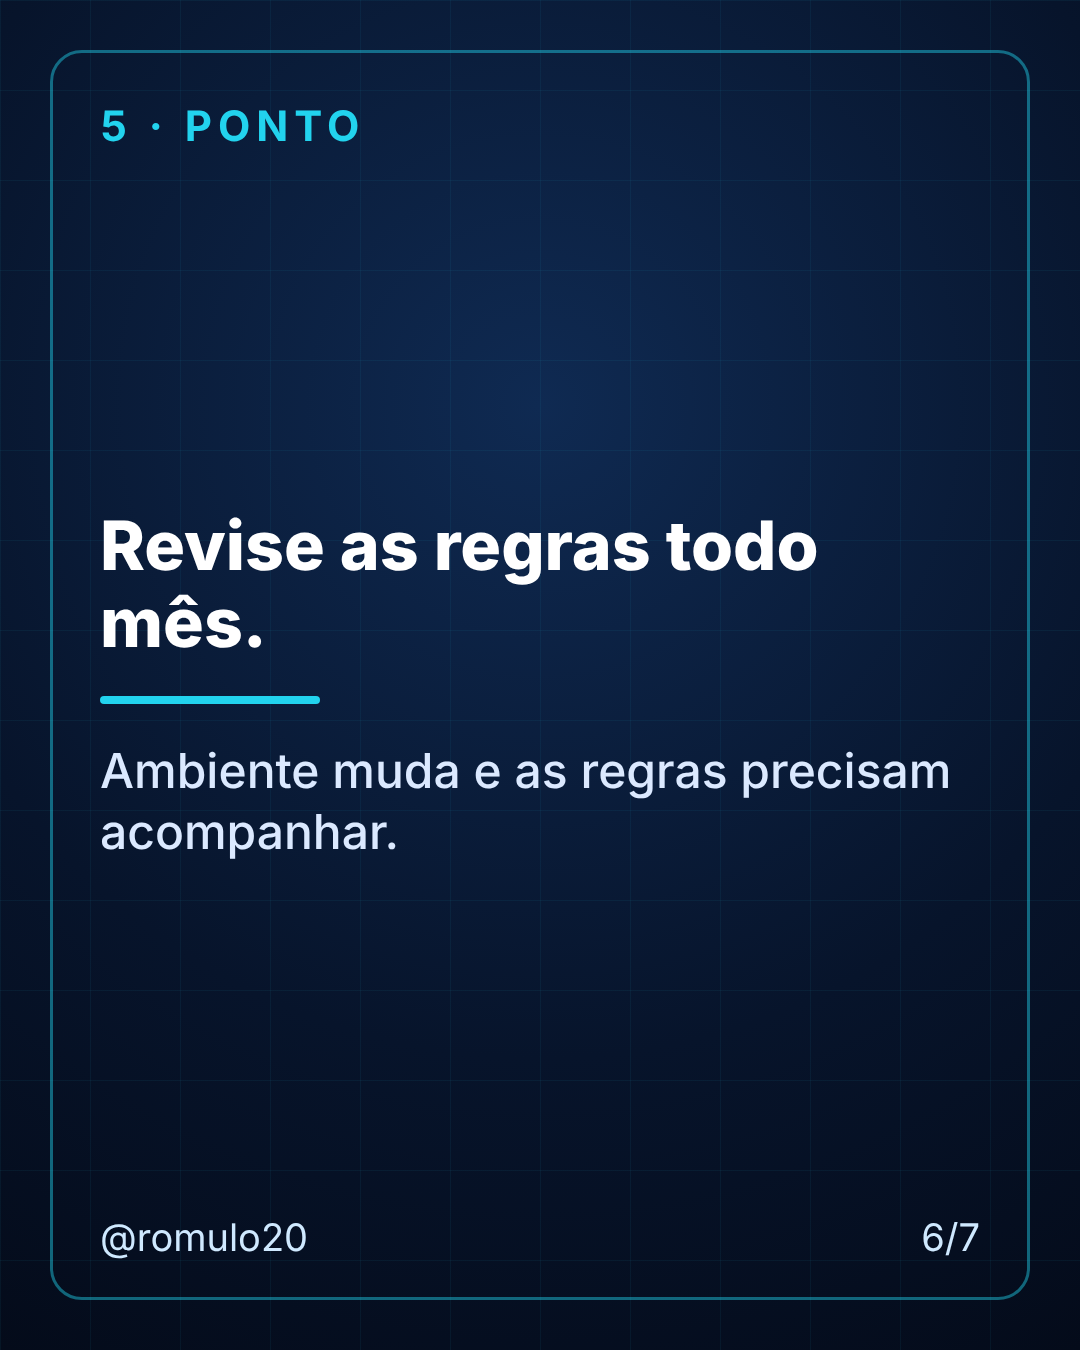 5 · PONTO
Revise as regras todo
mês.
Ambiente muda e as regras precisam
acompanhar.
@romulo20
6/7